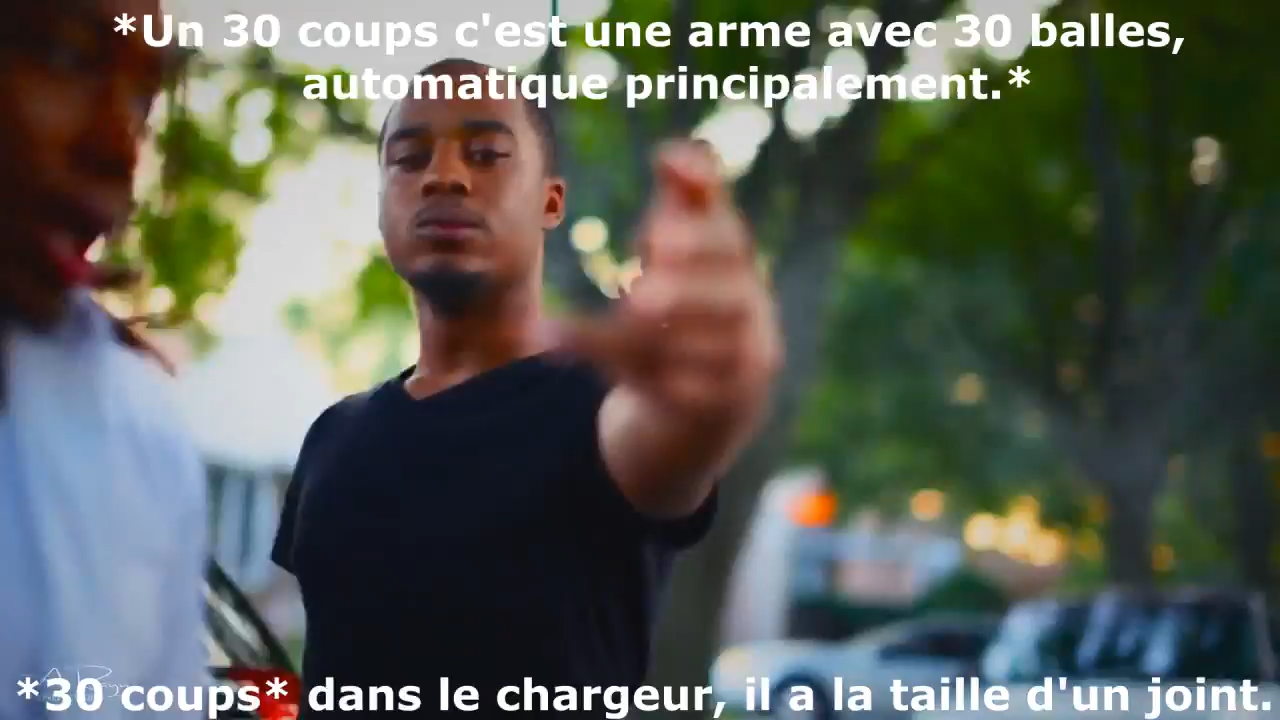 *Un 30 coups c'est une arme avec 30 balles,
automatique principalement.*
*30 coups* dans le chargeur, il a la taille d'un joint.